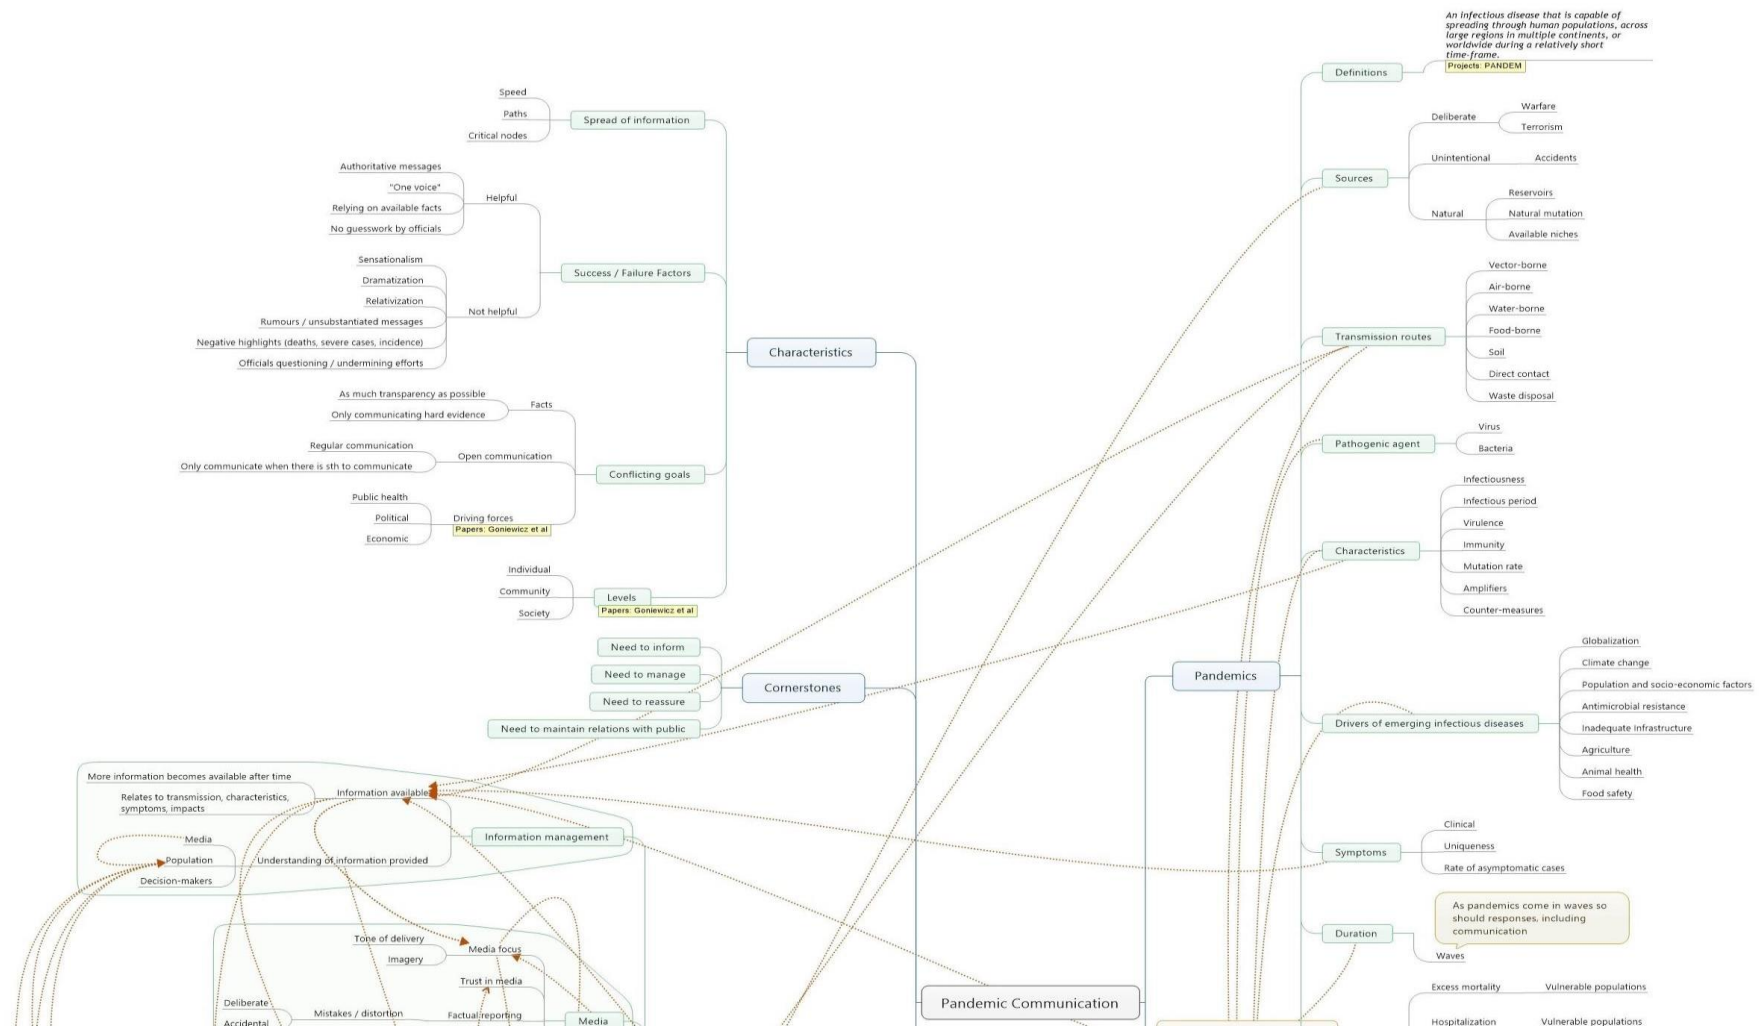 An infectious disease that is capable of
spreading through human populations, across
large regions in multiple continents, or
worldwide during a relatively short
time-frame.
Projects: PANDEM
Definitions
Speed
Paths
Critical nodes
Spread of information
Authoritative messages
"One voice"
Relying on available facts
No guesswork by officials
Helpful
Sensationalism
Dramatization
Relativization
Rumours / unsubstantiated messages
Negative highlights (deaths, severe cases, incidence)
Officials questioning / undermining efforts
Not helpful
Success / Failure Factors
As much transparency as possible
Only communicating hard evidence
Facts
Regular communication
Only communicate when there is sth to communicate
Open communication
Public health
Political
Economic
Driving forces
Papers: Goniewicz et al
Conflicting goals
Individual
Community
Society
Levels
Papers: Goniewicz et al
Characteristics
Need to inform
Need to manage
Need to reassure
Need to maintain relations with public
Cornerstones
More information becomes available after time
Relates to transmission, characteristics,
symptoms, impacts
Information available
Media
Population
Decision-makers
Understanding of information provided
Information management
Tone of delivery
Imagery
Media focus
Trust in media
Deliberate
Accidental
Mistakes / distortion
Factual reporting
Media
Pandemic Communication
Pandemics
Sources
Deliberate
Warfare
Terrorism
Unintentional
Accidents
Natural
Reservoirs
Natural mutation
Available niches
Transmission routes
Vector-borne
Air-borne
Water-borne
Food-borne
Soil
Direct contact
Waste disposal
Pathogenic agent
Virus
Bacteria
Characteristics
Infectiousness
Infectious period
Virulence
Immunity
Mutation rate
Amplifiers
Counter-measures
Drivers of emerging infectious diseases
Globalization
Climate change
Population and socio-economic factors
Antimicrobial resistance
Inadequate Infrastructure
Agriculture
Animal health
Food safety
Symptoms
Clinical
Uniqueness
Rate of asymptomatic cases
As pandemics come in waves so
should responses, including
communication
Duration
Waves
Excess mortality
Vulnerable populations
Hospitalization
Vulnerable populations